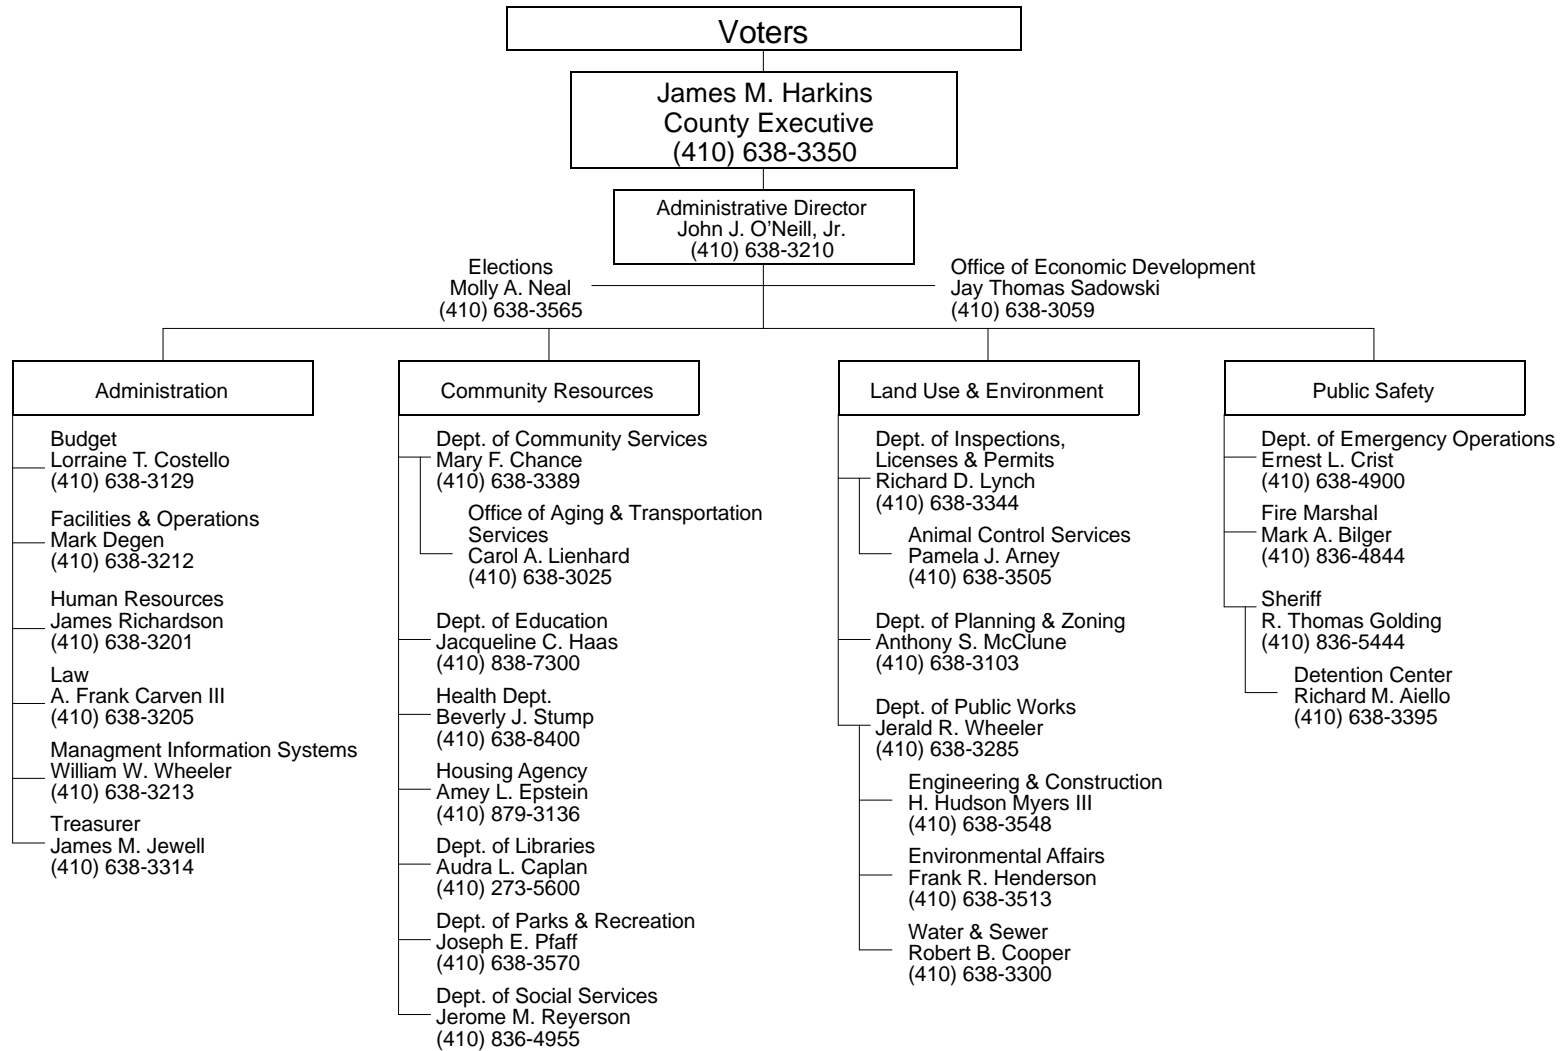 Voters
James M. Harkins
County Executive
(410) 638-3350
Administrative Director
John J. O'Neill, Jr.
(410) 638-3210
Elections
Molly A. Neal
(410) 638-3565
Office of Economic Development
Jay Thomas Sadowski
(410) 638-3059
Administration
Budget
Lorraine T. Costello
(410) 638-3129
Facilities & Operations
Mark Degen
(410) 638-3212
Human Resources
James Richardson
(410) 638-3201
Law
A. Frank Carven III
(410) 638-3205
Managment Information Systems
William W. Wheeler
(410) 638-3213
Treasurer
James M. Jewell
(410) 638-3314
Community Resources
Dept. of Community Services
Mary F. Chance
(410) 638-3389
Office of Aging & Transportation
Services
Carol A. Lienhard
(410) 638-3025
Dept. of Education
Jacqueline C. Haas
(410) 838-7300
Health Dept.
Beverly J. Stump
(410) 638-8400
Housing Agency
Amey L. Epstein
(410) 879-3136
Dept. of Libraries
Audra L. Caplan
(410) 273-5600
Dept. of Parks & Recreation
Joseph E. Pfaff
(410) 638-3570
Dept. of Social Services
Jerome M. Reyerson
(410) 836-4955
Land Use & Environment
Dept. of Inspections,
Licenses & Permits
Richard D. Lynch
(410) 638-3344
Animal Control Services
Pamela J. Arney
(410) 638-3505
Dept. of Planning & Zoning
Anthony S. McClune
(410) 638-3103
Dept. of Public Works
Jerald R. Wheeler
(410) 638-3285
Engineering & Construction
H. Hudson Myers III
(410) 638-3548
Environmental Affairs
Frank R. Henderson
(410) 638-3513
Water & Sewer
Robert B. Cooper
(410) 638-3300
Public Safety
Dept. of Emergency Operations
Ernest L. Crist
(410) 638-4900
Fire Marshal
Mark A. Bilger
(410) 836-4844
Sheriff
R. Thomas Golding
(410) 836-5444
Detention Center
Richard M. Aiello
(410) 638-3395